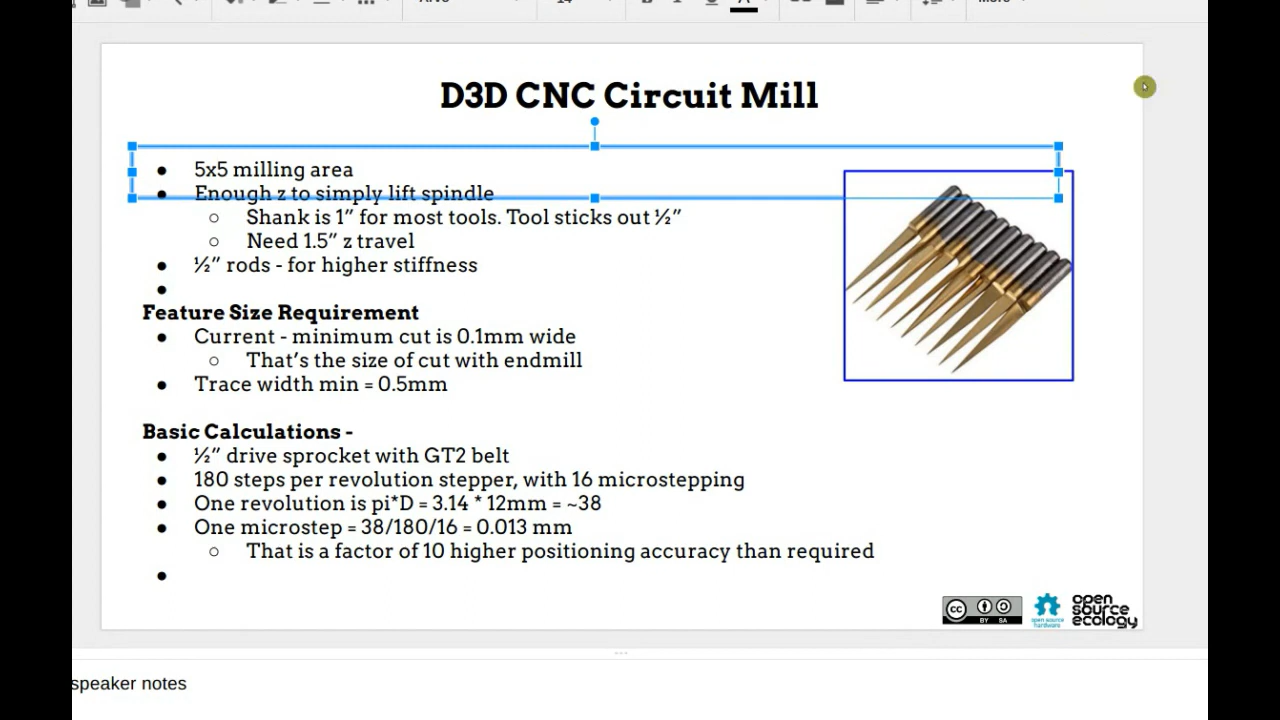 D3D CNC Circuit Mill
● 5x5 milling area
● Enough z to simply lift spindle
○ Shank is 1” for most tools. Tool sticks out ½”
○ Need 1.5” z travel
● ½” rods - for higher stiffness
●
Feature Size Requirement
● Current - minimum cut is 0.1mm wide
○ That’s the size of cut with endmill
● Trace width min = 0.5mm
Basic Calculations -
● ½” drive sprocket with GT2 belt
● 180 steps per revolution stepper, with 16 microstepping
● One revolution is pi*D = 3.14 * 12mm = ~38
● One microstep = 38/180/16 = 0.013 mm
○ That is a factor of 10 higher positioning accuracy than required
●
cc BY SA
open source hardware
open
source
ecology
speaker notes